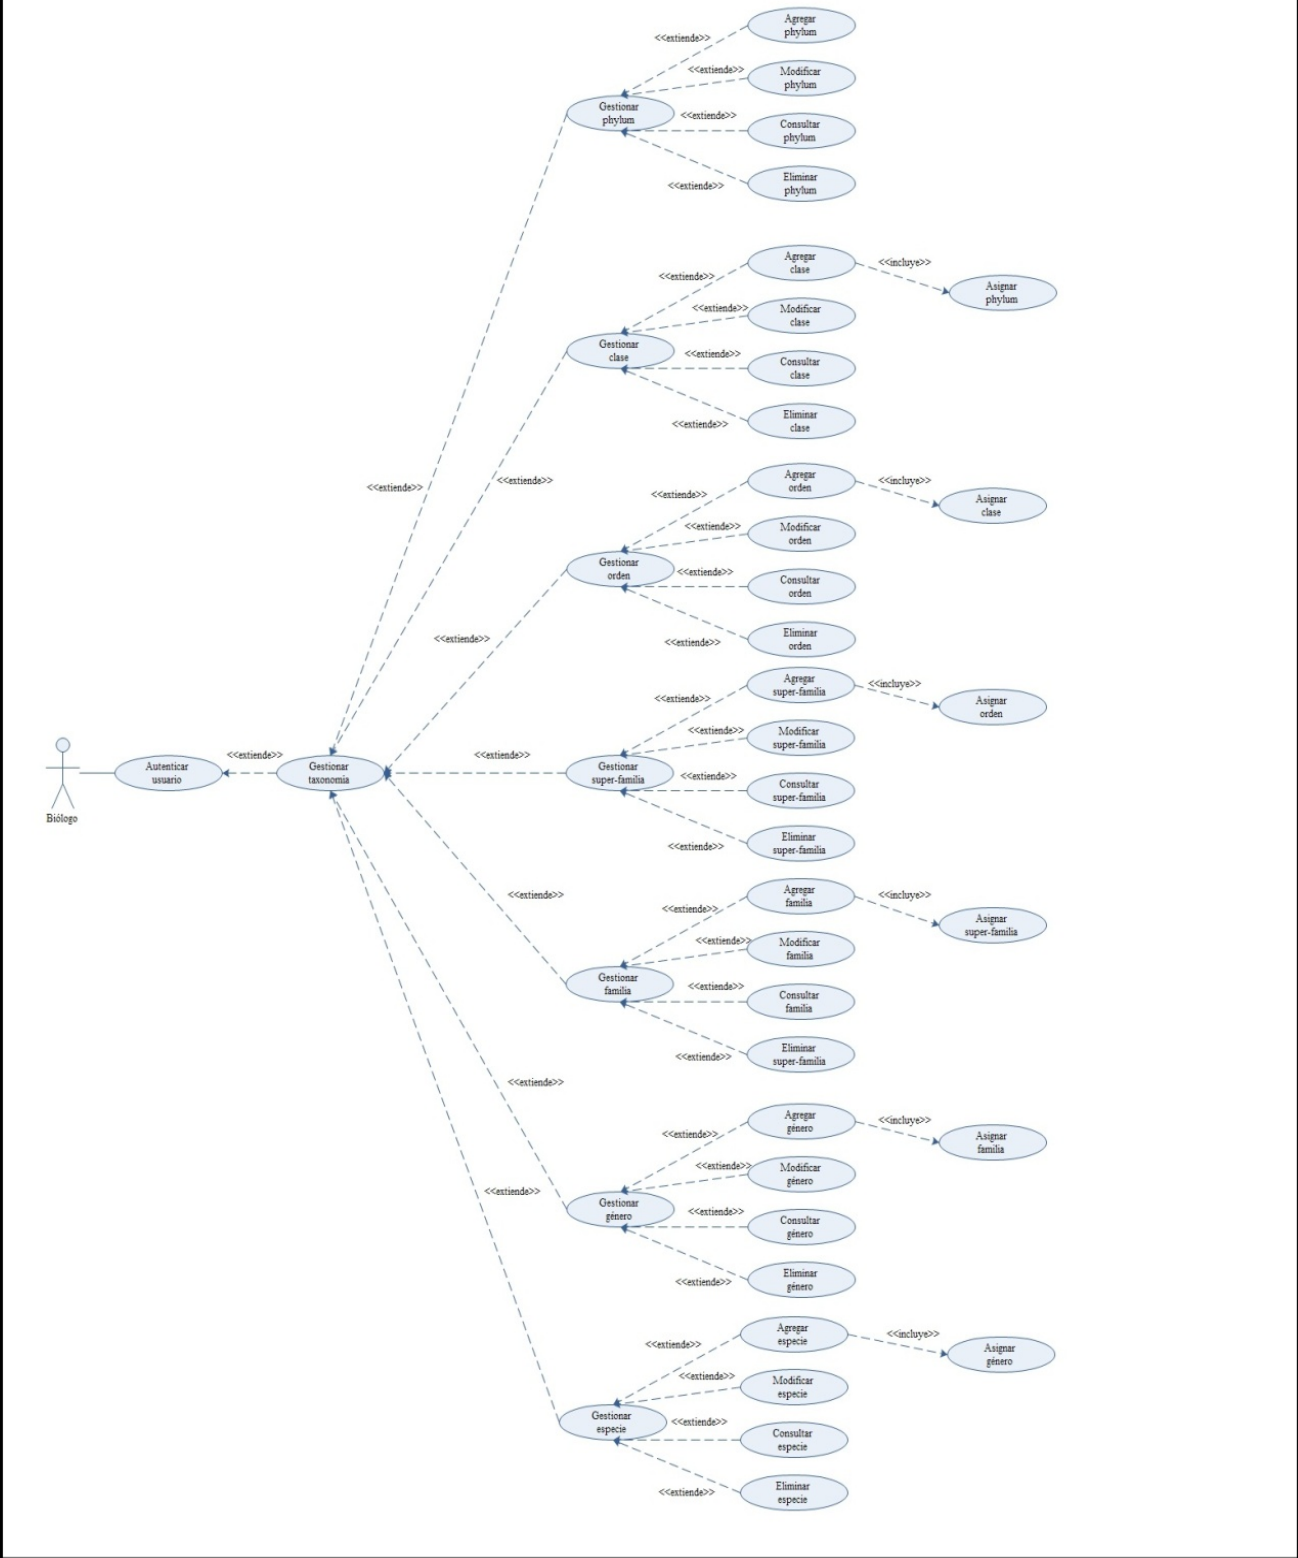 Agregar
phylum
<<extiende>>
<<extiende>>
Modificar
phylum
Gestionar
phylum
<<extiende>>
Consultar
phylum
<<extiende>>
Eliminar
phylum
Agregar
clase
<<incluye>>
Asignar
phylum
<<extiende>>
<<extiende>>
Modificar
clase
Gestionar
clase
<<extiende>>
Consultar
clase
<<extiende>>
Eliminar
clase
<<extiende>>
<<extiende>>
Agregar
orden
<<incluye>>
Asignar
clase
<<extiende>>
<<extiende>>
Modificar
orden
Gestionar
orden
<<extiende>>
Consultar
orden
<<extiende>>
Eliminar
orden
<<extiende>>
Agregar
super-familia
<<incluye>>
Asignar
orden
<<extiende>>
<<extiende>>
Modificar
super-familia
Biólogo
Autenticar
usuario
<<extiende>>
Gestionar
taxonomía
<<extiende>>
Gestionar
super-familia
<<extiende>>
Consultar
super-familia
<<extiende>>
Eliminar
super-familia
<<extiende>>
Agregar
familia
<<incluye>>
Asignar
super-familia
<<extiende>>
<<extiende>>
Modificar
familia
Gestionar
familia
<<extiende>>
Consultar
familia
<<extiende>>
Eliminar
super-familia
<<extiende>>
Agregar
género
<<incluye>>
Asignar
familia
<<extiende>>
<<extiende>>
Modificar
género
Gestionar
género
<<extiende>>
Consultar
género
<<extiende>>
Eliminar
género
<<extiende>>
Agregar
especie
<<incluye>>
Asignar
género
<<extiende>>
<<extiende>>
Modificar
especie
Gestionar
especie
<<extiende>>
Consultar
especie
<<extiende>>
Eliminar
especie